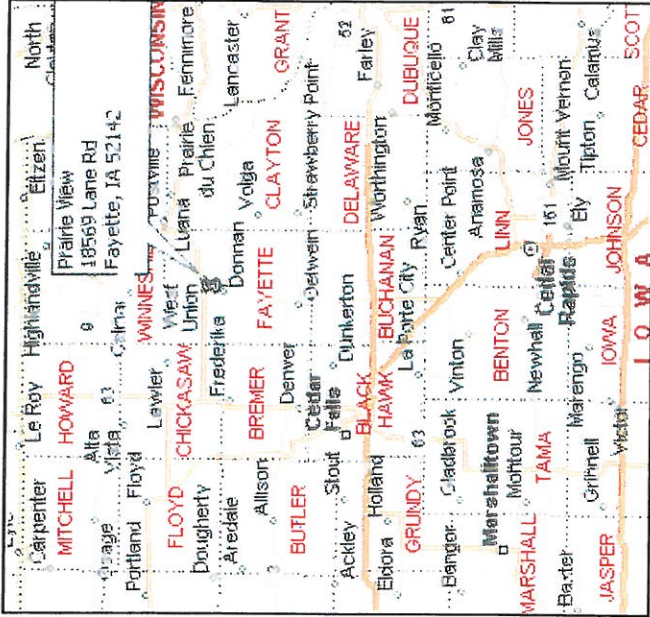 North
Le Roy Highlandville Eitzen
Carpenter
HOWARD
MITCHELL
Prairie View
18569 Lane Rd
Fayette, IA 52142
9
Alta
Vista
63
Calmar
Osage
Portland Floyd
Lawler
WINNES
Postville
WISCONSIN
West
Union
Luana
Prairie
du Chien
Fennimore
FLOYD
CHICKASAW
Dougherty
Aredale
Frederika
Donnan
Volga
Lancaster
Allison
BREMER
FAYETTE
CLAYTON
GRANT
BUTLER
Denver
Oelwein
Strawberry Point
Stout
Cedar
Falls
Dunkerton
DELAWARE
Farley
52
Ackley
BLACK
HAWK
BUCHANAN
Worthington
Eldora
Holland
GRUNDY
63
La Porte City
Ryan
DUBUQUE
Monticello
61
Bangor
Gladbrook
Vinton
Center Point
Anamosa
Clay
Mills
Marshalltown
Montour
BENTON
LINN
JONES
MARSHALL
TAMA
Newhall
Cedar
Rapids
151
Mount Vernon
Baxter
Grinnell
Marengo
Ely
Tipton
Calamus
JASPER
Victor
IOWA
JOHNSON
CEDAR
SCOTT
IOWA